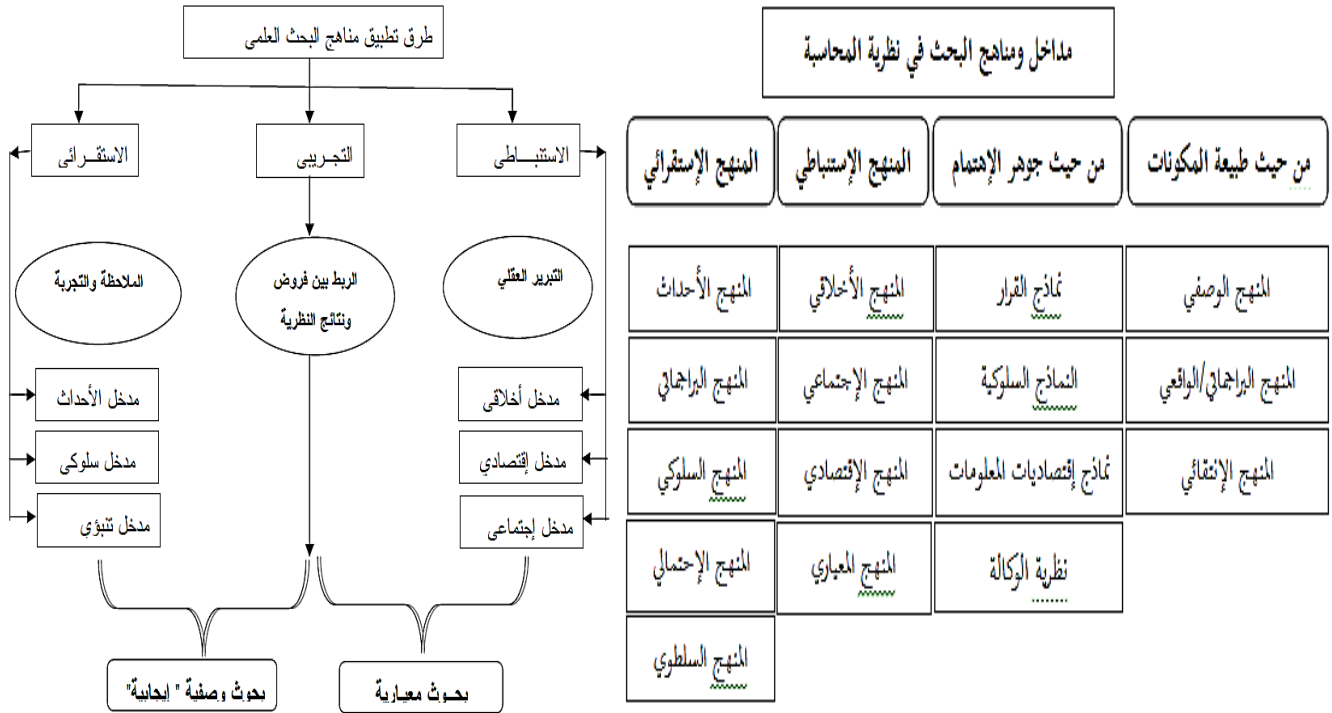 طرق تطبيق مناهج البحث العلمى
الاستنبـــاطى
التجـريبى
الاستقــرائى
التبرير العقلي
الربط بين فروض
ونتائج النظرية
الملاحظة والتجربة
مدخل أخلاقى
مدخل إقتصادي
مدخل إجتماعى
مدخل الأحداث
مدخل سلوكى
مدخل تنبؤي
بحــوث معيـارية
بحوث وصفية " إيجابية"
مداخل ومناهج البحث في نظرية المحاسبة
من حيث طبيعة المكونات
من حيث جوهر الإهتمام
المنهج الإستنباطي
المنهج الإستقرائي
المنهج الوصفي
نماذج القرار
المنهج الأخلاقي
المنهج الأحداث
المنهج البراجماتي/الواقعي
النماذج السلوكية
المنهج الإجتماعي
المنهج البراجماتي
المنهج الإنتقائي
نماذج إقتصاديات المعلومات
المنهج الإقتصادي
المنهج السلوكي
نظرية الوكالة
المنهج المعياري
المنهج الإحتمالي
المنهج السلطوي